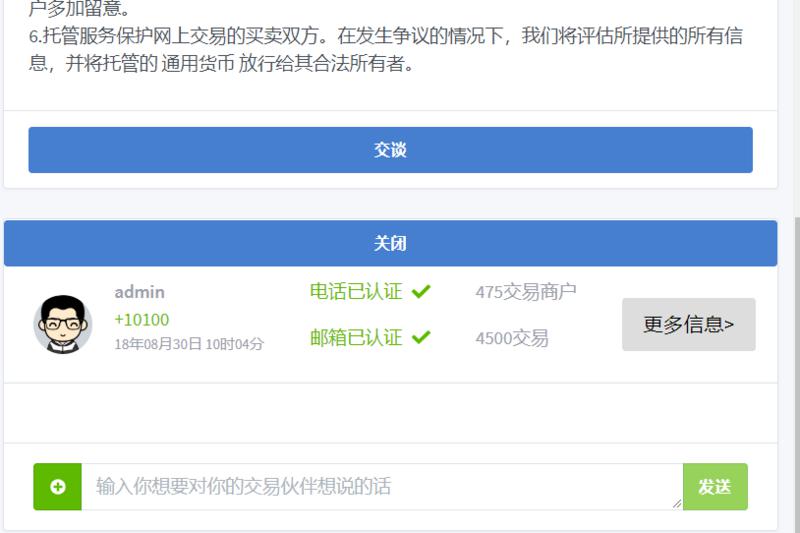 户多加留意。
6.托管服务保护网上交易的买卖双方。在发生争议的情况下，我们将评估所提供的所有信
息，并将托管的 通用货币 放行给其合法所有者。
交谈
关闭
admin
+10100
18年08月30日 10时04分
电话已认证
邮箱已认证
475交易商户
4500交易
更多信息>
输入你想要对你的交易伙伴想说的话
发送